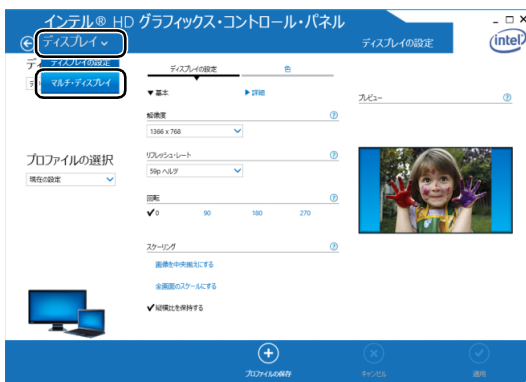 インテル® HD グラフィックス・コントロール・パネル
ディスプレイ
ディスプレイの設定
intel
ディスプレイの設定
マルチ・ディスプレイ
ディスプレイの設定
色
▼ 基本
▶ 詳細
プレビュー
解像度
1366 x 768
リフレッシュ・レート
59p ヘルツ
プロファイルの選択
現在の設定
回転
✔0 90 180 270
スケーリング
画像を中央揃えにする
全画面のスケールにする
✔縦横比を保持する
プロファイルの保存
キャンセル
適用